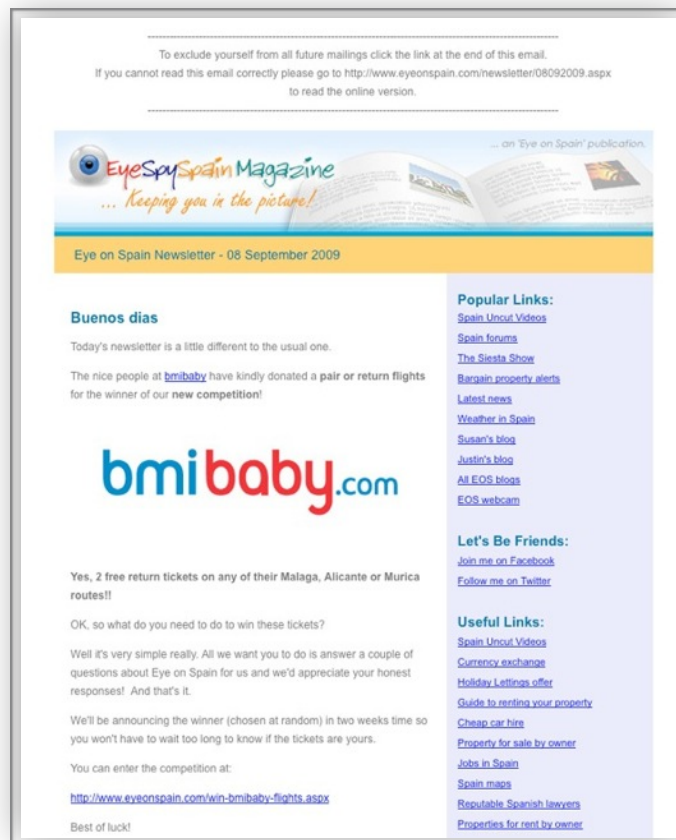 To exclude yourself from all future mailings click the link at the end of this email.
If you cannot read this email correctly please go to http://www.eyeonspain.com/newsletter/08092009.aspx
to read the online version.
... an 'Eye on Spain' publication.
EyeSpySpain Magazine
... Keeping you in the picture!
Eye on Spain Newsletter - 08 September 2009
Buenos dias
Today's newsletter is a little different to the usual one.
The nice people at bmibaby have kindly donated a pair or return flights
for the winner of our new competition!
bmibaby.com
Yes, 2 free return tickets on any of their Malaga, Alicante or Murica
routes!!
OK, so what do you need to do to win these tickets?
Well it's very simple really. All we want you to do is answer a couple of
questions about Eye on Spain for us and we'd appreciate your honest
responses! And that's it.
We'll be announcing the winner (chosen at random) in two weeks time so
you won't have to wait too long to know if the tickets are yours.
You can enter the competition at:
http://www.eyeonspain.com/win-bmibaby-flights.aspx
Best of luck!
Popular Links:
Spain Uncut Videos
Spain forums
The Siesta Show
Bargain property alerts
Latest news
Weather in Spain
Susan's blog
Justin's blog
All EOS blogs
EOS webcam
Let's Be Friends:
Join me on Facebook
Follow me on Twitter
Useful Links:
Spain Uncut Videos
Currency exchange
Holiday Lettings offer
Guide to renting your property
Cheap car hire
Property for sale by owner
Jobs in Spain
Spain maps
Reputable Spanish lawyers
Properties for rent by owner